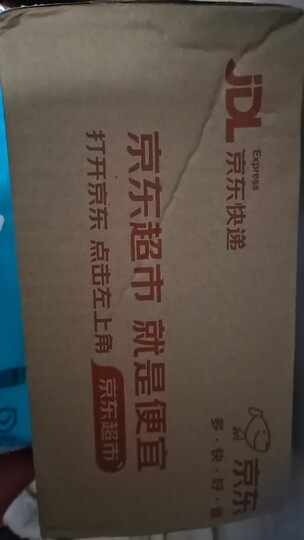 JDL
Express
京东快递
京东超市 就是便宜
打开京东 点击左上角 京东超市
京东
多·快·好·省